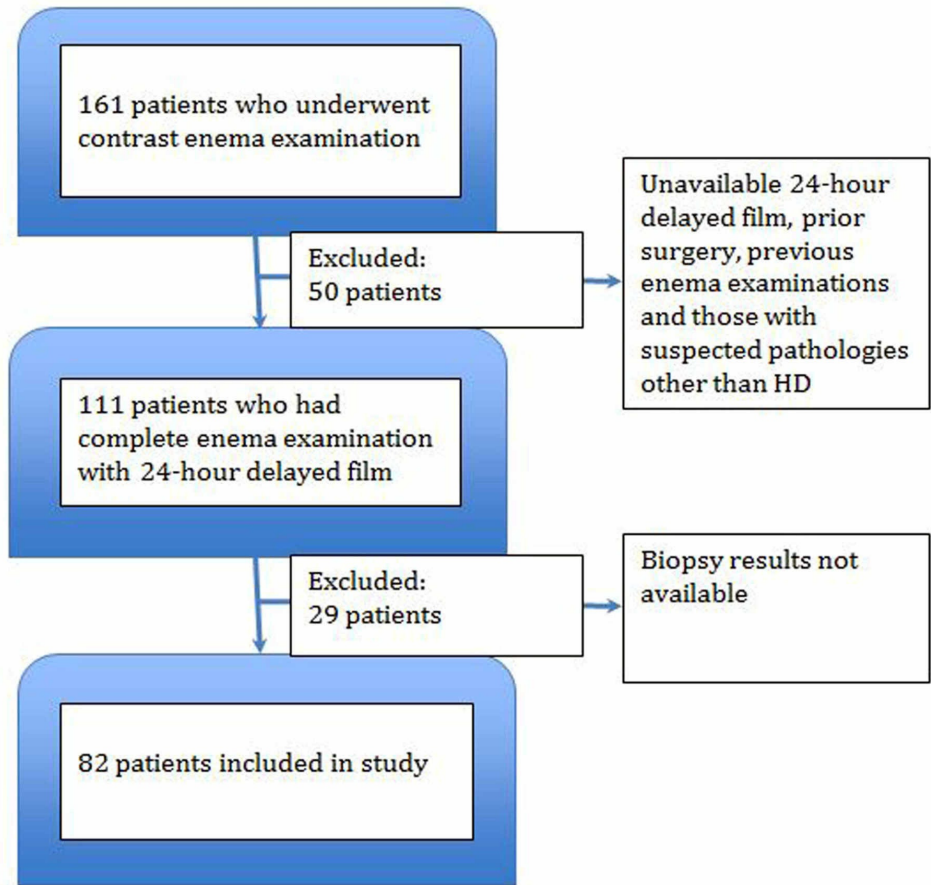 161 patients who underwent
contrast enema examination
Excluded:
50 patients
Unavailable 24-hour
delayed film, prior
surgery, previous
enema examinations
and those with
suspected pathologies
other than HD
111 patients who had
complete enema examination
with 24-hour delayed film
Excluded:
29 patients
Biopsy results not
available
82 patients included in study